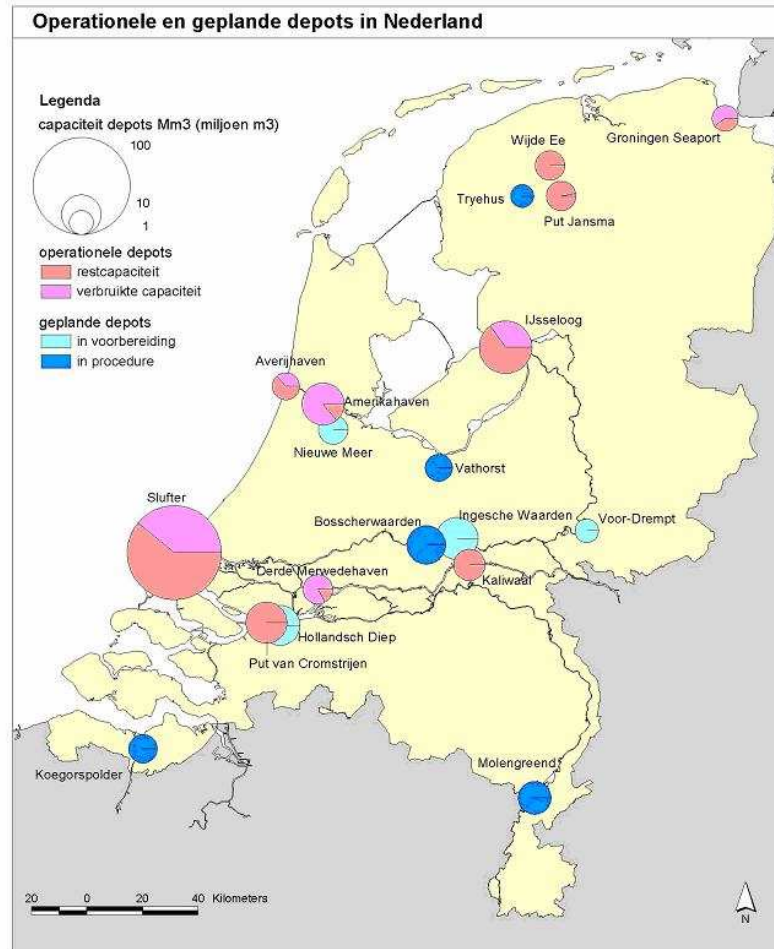 Operationele en geplande depots in Nederland
Legenda
capaciteit depots Mm3 (miljoen m3)
100
10
1
operationele depots
restcapaciteit
verbruikte capaciteit
geplande depots
in voorbereiding
in procedure
Groningen Seaport
Wijde Ee
Tryehus
Put Jansma
IJsseloog
Averijhaven
Amerikahaven
Nieuwe Meer
Vathorst
Slufter
Bosscherwaarden
Ingesche Waarden
Voor-Drempt
Derde Merwedehaven
Kaliwaal
Hollandsch Diep
Put van Cromstrijen
Koegorspolder
Molengreend
20 0 20 40 Kilometers
N